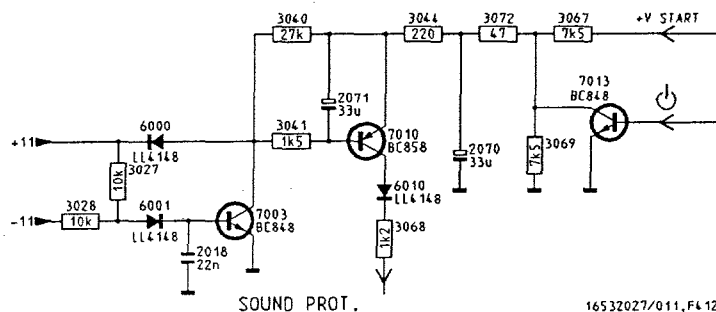 3040
27k
3044
220
3072
47
3067
7k5
+V START
7013
BC848
2071
33u
3041
1k5
7010
BC858
6000
LL4148
+11
3027
10k
2070
33u
7k5
3069
6010
LL4148
3028
10k
-11
6001
LL4148
7003
BC848
3068
1k2
2018
22n
SOUND PROT.
16532027/011,F412